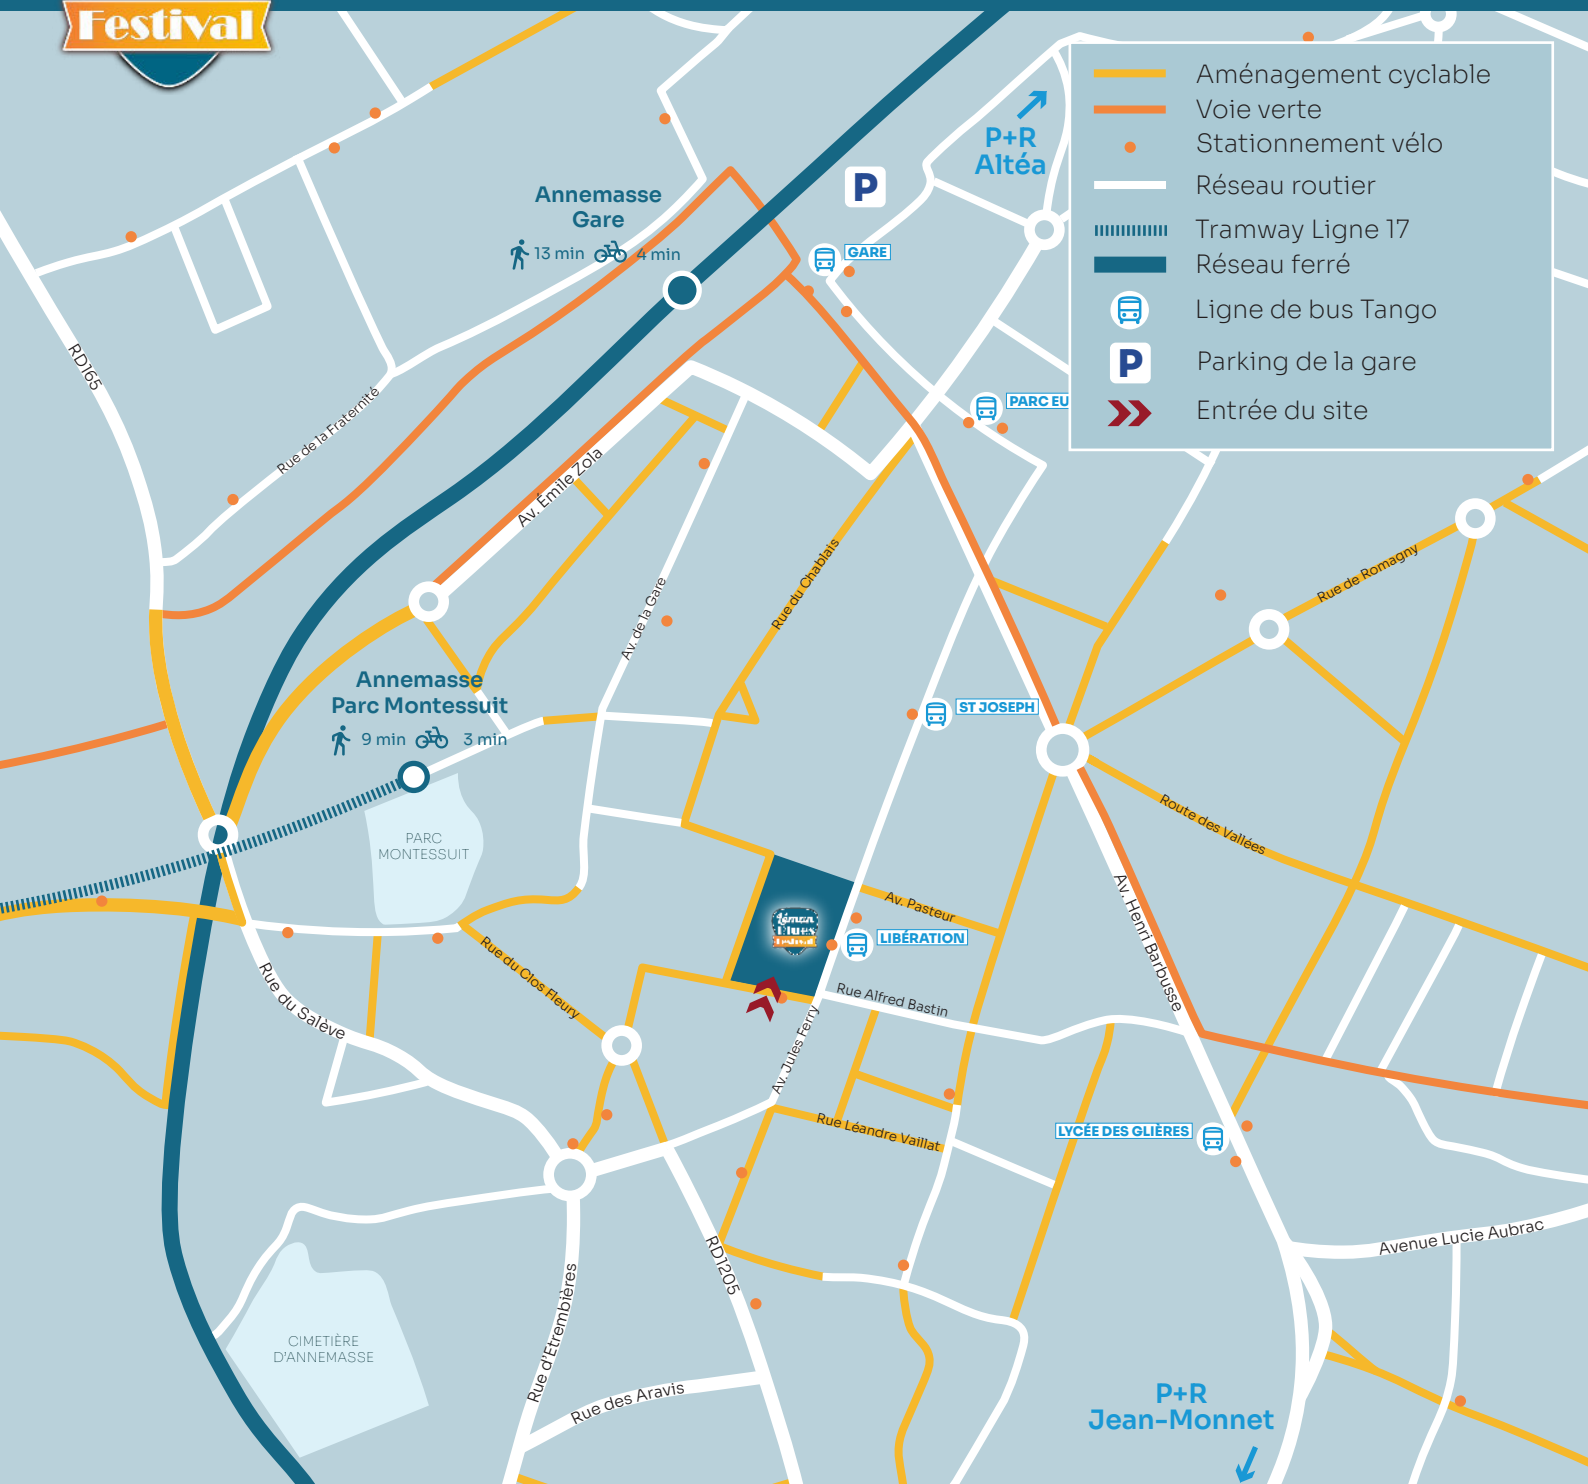 Festival
Aménagement cyclable
Voie verte
Stationnement vélo
Réseau routier
Tramway Ligne 17
Réseau ferré
Ligne de bus Tango
P
Parking de la gare
Entrée du site
P+R
Altéa
P
Annemasse
Gare
13 min
4 min
GARE
PARC EU
RD165
Rue de la Fraternité
Av. Émile Zola
Av. de la Gare
Rue du Chablais
Rue de Romagny
Annemasse
Parc Montessuit
9 min
3 min
ST JOSEPH
PARC
MONTESSUIT
Route des Vallées
Av. Henri Barbusse
Av. Pasteur
Léman
Blues
Festival
LIBÉRATION
Rue du Clos Fleury
Rue du Salève
Rue Alfred Bastin
Av. Jules Ferry
Rue Léandre Vaillat
LYCÉE DES GLIÈRES
RD1205
Avenue Lucie Aubrac
Rue d'Etrembières
CIMETIÈRE
D'ANNEMASSE
Rue des Aravis
P+R
Jean-Monnet